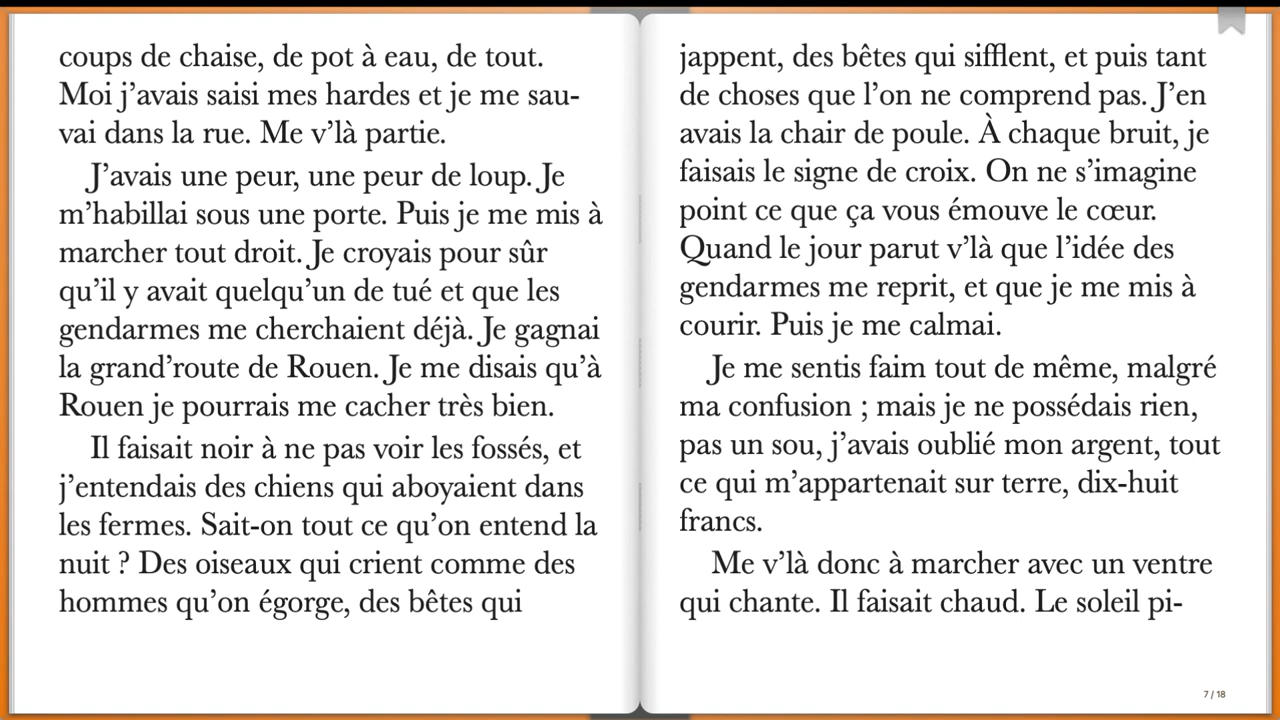 coups de chaise, de pot à eau, de tout.
Moi j’avais saisi mes hardes et je me sau-
vai dans la rue. Me v’là partie.
J’avais une peur, une peur de loup. Je
m’habillai sous une porte. Puis je me mis à
marcher tout droit. Je croyais pour sûr
qu’il y avait quelqu’un de tué et que les
gendarmes me cherchaient déjà. Je gagnai
la grand’route de Rouen. Je me disais qu’à
Rouen je pourrais me cacher très bien.
Il faisait noir à ne pas voir les fossés, et
j’entendais des chiens qui aboyaient dans
les fermes. Sait-on tout ce qu’on entend la
nuit ? Des oiseaux qui crient comme des
hommes qu’on égorge, des bêtes qui
jappent, des bêtes qui sifflent, et puis tant
de choses que l’on ne comprend pas. J’en
avais la chair de poule. À chaque bruit, je
faisais le signe de croix. On ne s’imagine
point ce que ça vous émouve le cœur.
Quand le jour parut v’là que l’idée des
gendarmes me reprit, et que je me mis à
courir. Puis je me calmai.
Je me sentis faim tout de même, malgré
ma confusion ; mais je ne possédais rien,
pas un sou, j’avais oublié mon argent, tout
ce qui m’appartenait sur terre, dix-huit
francs.
Me v’là donc à marcher avec un ventre
qui chante. Il faisait chaud. Le soleil pi-
7 / 18